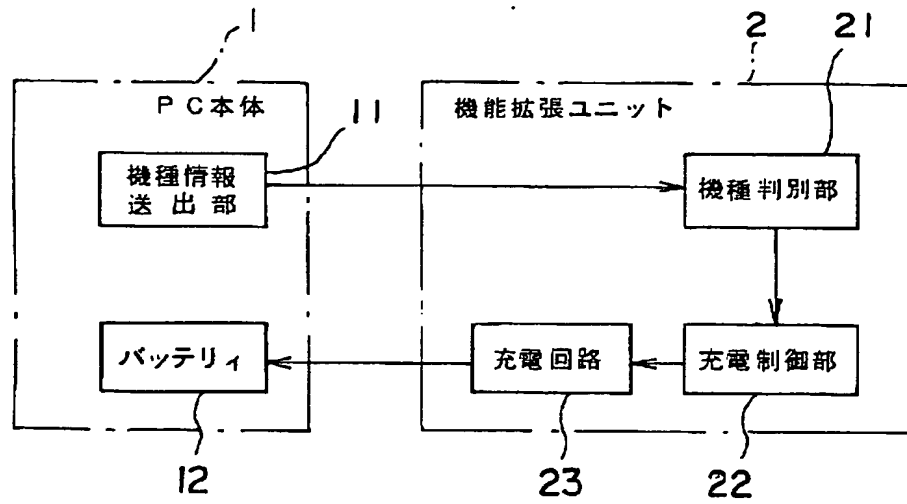 1
2
21
PC本体
11
機能拡張ユニット
機種情報
送出部
機種判別部
バッテリィ
充電回路
充電制御部
12
23
22